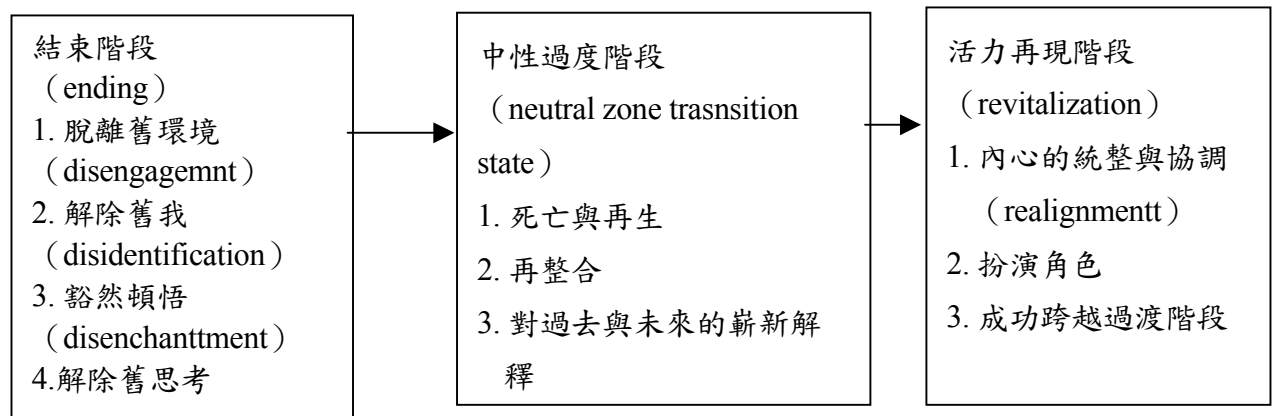 結束階段
（ending）
1. 脫離舊環境
（disengagemnt）
2. 解除舊我
（disidentification）
3. 豁然頓悟
（disenchanttment）
4.解除舊思考
中性過度階段
（neutral zone trasnsition
state）
1. 死亡與再生
2. 再整合
3. 對過去與未來的嶄新解
釋
活力再現階段
（revitalization）
1. 內心的統整與協調
（realignmentt）
2. 扮演角色
3. 成功跨越過渡階段